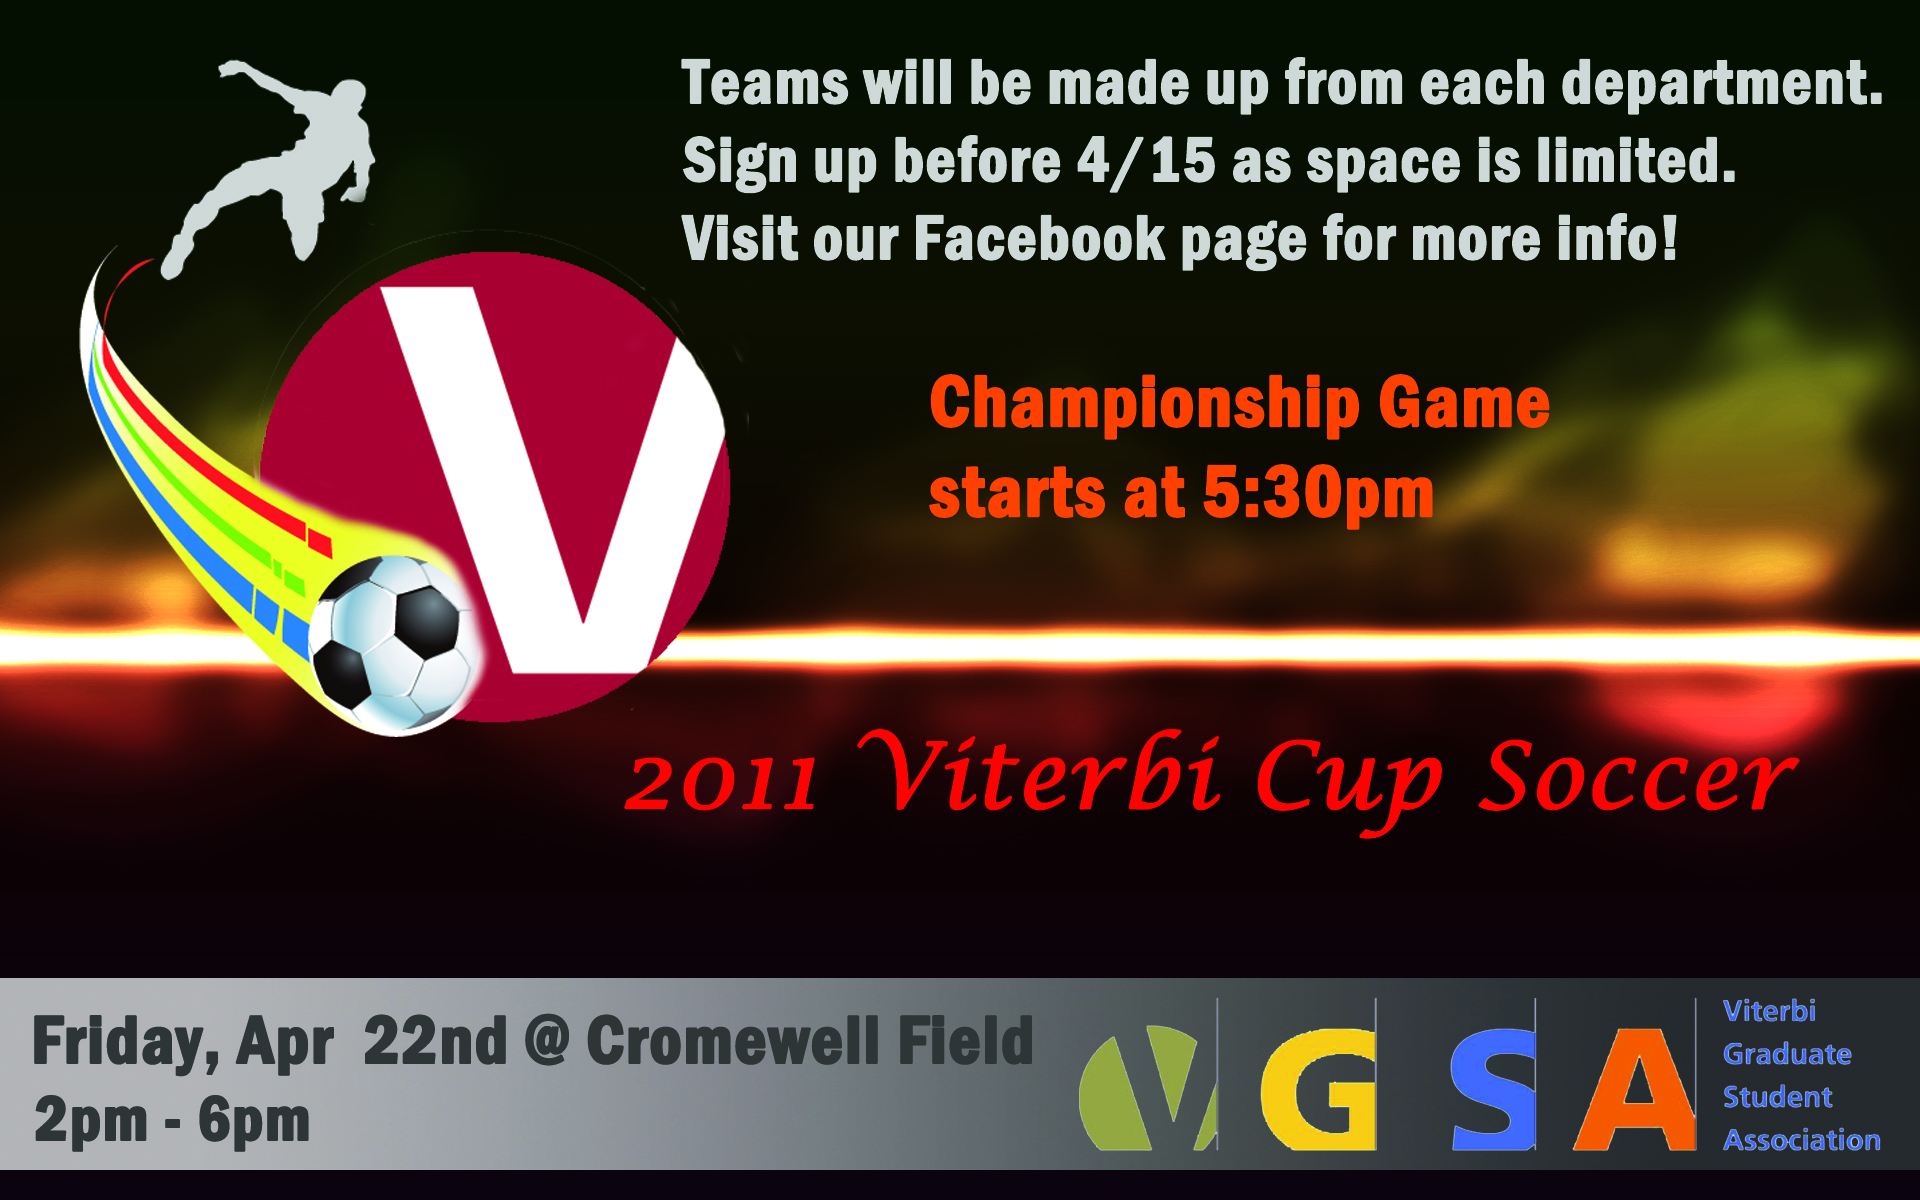 Teams will be made up from each department.
Sign up before 4/15 as space is limited.
Visit our Facebook page for more info!
Championship Game
starts at 5:30pm
V
2011 Viterbi Cup Soccer
Friday, Apr 22nd @ Cromewell Field
2pm - 6pm
VGSA
Viterbi
Graduate
Student
Association